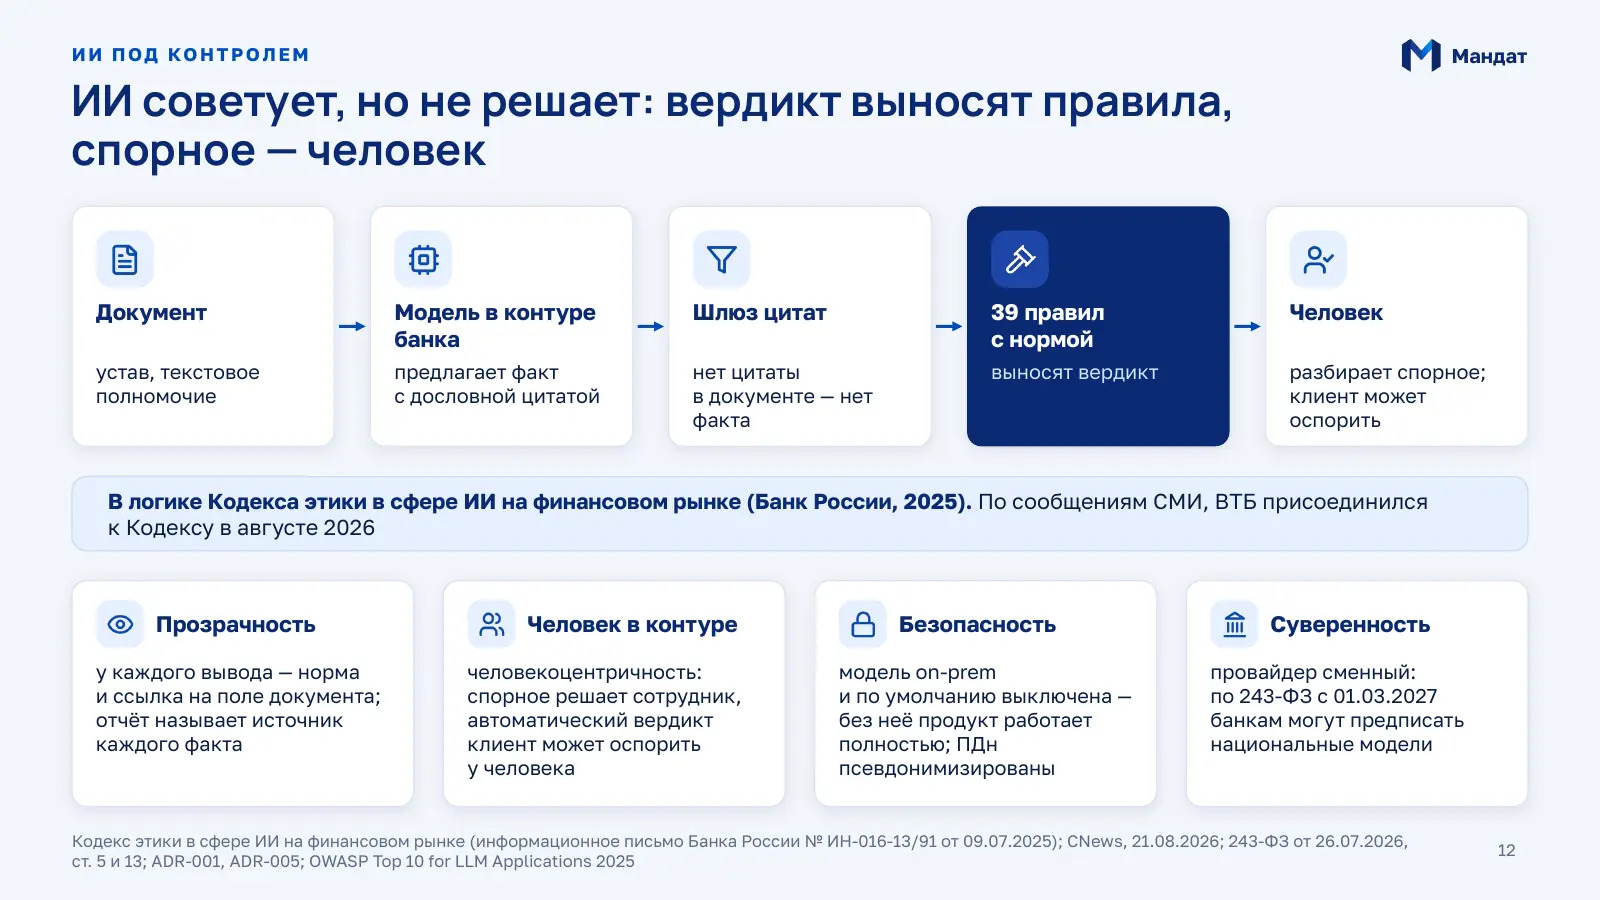 ИИ ПОД КОНТРОЛЕМ
Мандат
ИИ советует, но не решает: вердикт выносят правила,
спорное — человек
Документ
устав, текстовое
полномочие
Модель в контуре
банка
предлагает факт
с дословной цитатой
Шлюз цитат
нет цитаты
в документе — нет
факта
39 правил
с нормой
выносят вердикт
Человек
разбирает спорное;
клиент может
оспорить
В логике Кодекса этики в сфере ИИ на финансовом рынке (Банк России, 2025). По сообщениям СМИ, ВТБ присоединился
к Кодексу в августе 2026
Прозрачность
у каждого вывода — норма
и ссылка на поле документа;
отчёт называет источник
каждого факта
Человек в контуре
человекоцентричность:
спорное решает сотрудник,
автоматический вердикт
клиент может оспорить
у человека
Безопасность
модель on-prem
и по умолчанию выключена —
без неё продукт работает
полностью; ПДн
псевдонимизированы
Суверенность
провайдер сменный:
по 243-ФЗ с 01.03.2027
банкам могут предписать
национальные модели
Кодекс этики в сфере ИИ на финансовом рынке (информационное письмо Банка России № ИН-016-13/91 от 09.07.2025); CNews, 21.08.2026; 243-ФЗ от 26.07.2026,
ст. 5 и 13; ADR-001, ADR-005; OWASP Top 10 for LLM Applications 2025
12